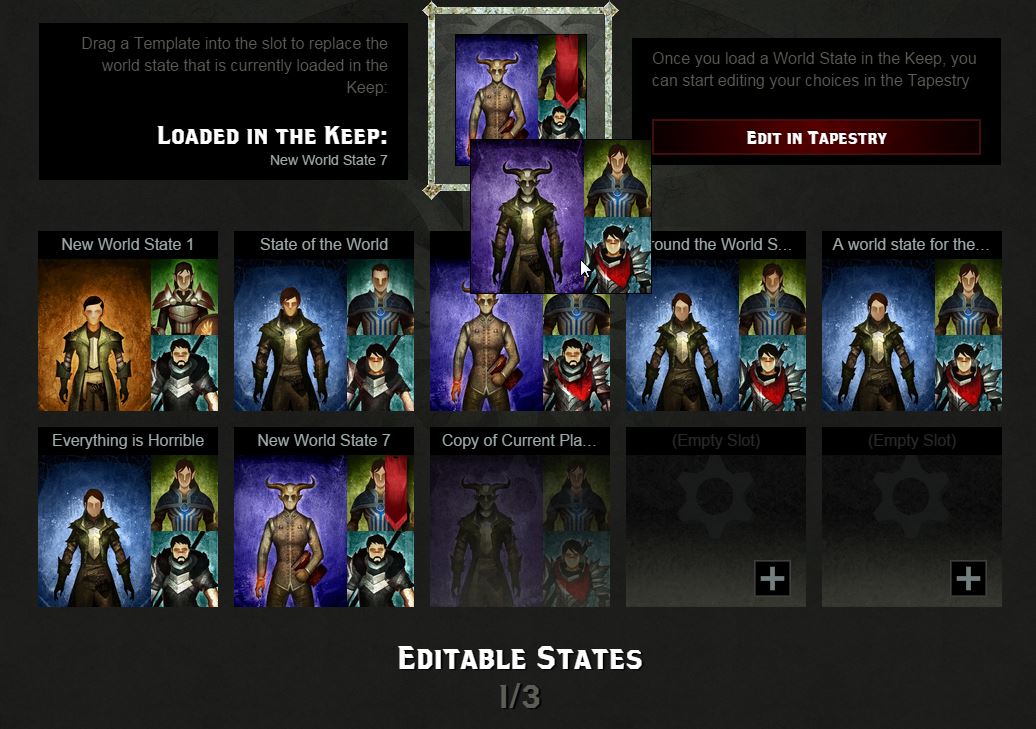 Drag a Template into the slot to replace the
world state that is currently loaded in the
Keep:
Loaded in the Keep:
New World State 7
Once you load a World State in the Keep, you
can start editing your choices in the Tapestry
Edit in Tapestry
New World State 1
State of the World
round the World S...
A world state for the...
Everything is Horrible
New World State 7
Copy of Current Pla...
(Empty Slot)
(Empty Slot)
Editable States
1/3